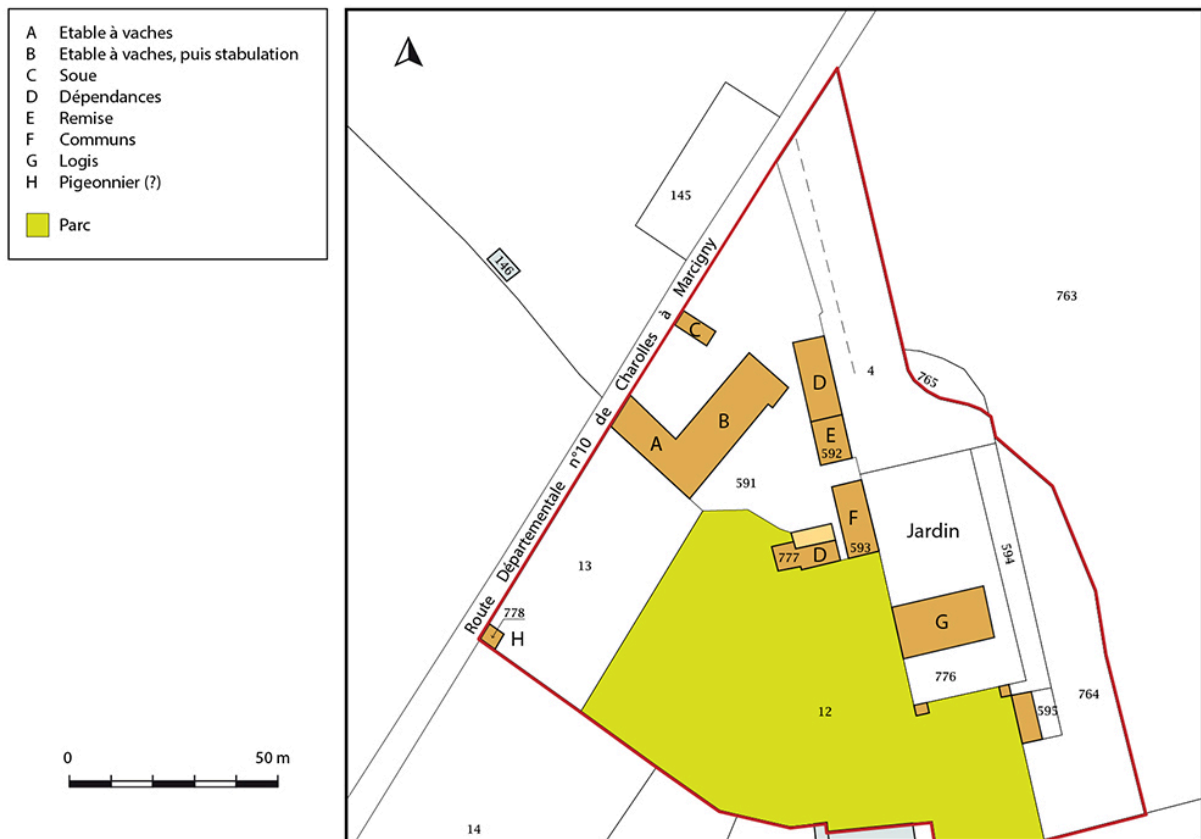 A Etable à vaches
B Etable à vaches, puis stabulation
C Soue
D Dépendances
E Remise
F Communs
G Logis
H Pigeonnier (?)
Parc
145
146
Route Départementale n°10 de Charolles à Marcigny
763
C
D
4
765
B
A
E
592
591
F
593
Jardin
594
777
D
13
778
H
G
776
12
595
764
14
0
50 m